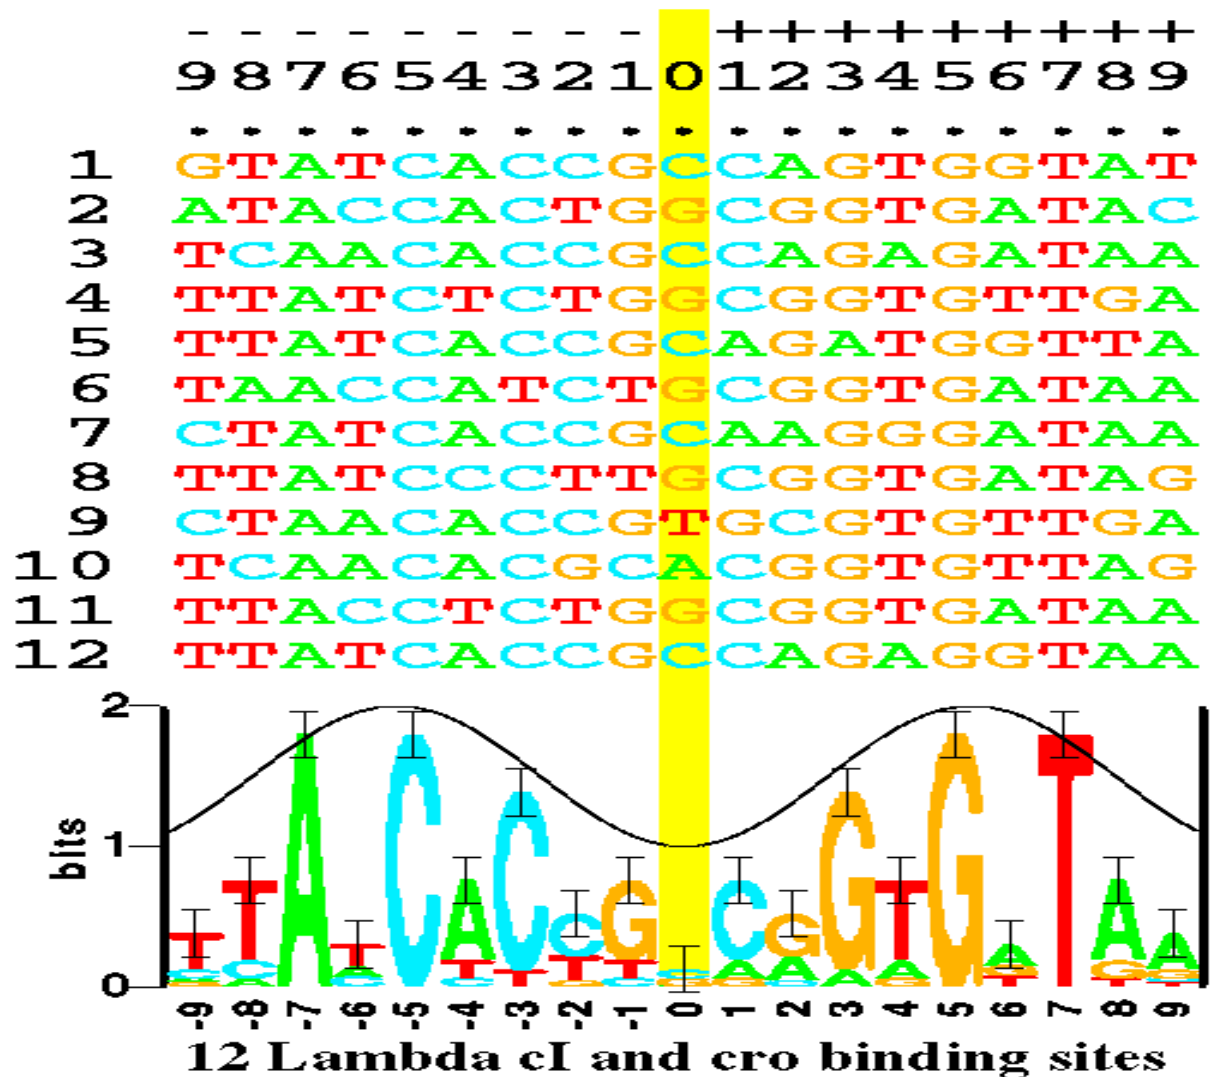 - - - - - - - - - + + + + + + + + +
9 8 7 6 5 4 3 2 1 0 1 2 3 4 5 6 7 8 9
. . . . . . . . . . . . . . . . . . .
1 GTATCACCGCCAGTGGTAT
2 ATACCACTGGCGGTGATAC
3 TCAACACCGCCAGAGATAA
4 TTATCTCTGGCGGTGTTGA
5 TTATCACCGCAGATGGTTA
6 TAACCATCTGCGGTGATAA
7 CTATCACCGCAAGGGATAA
8 TTATCCCTTGCGGTGATAG
9 CTAACACCGTGCGTGTTGA
10 TCAACACGCACGGTGTTAG
11 TTACCTCTGGCGGTGATAA
12 TTATCACCGCCAGAGGTAA
2
1
0
bits
T T A T C A C C G C G G T G A T A A
-9 -8 -7 -6 -5 -4 -3 -2 -1 0 1 2 3 4 5 6 7 8 9
12 Lambda cI and cro binding sites